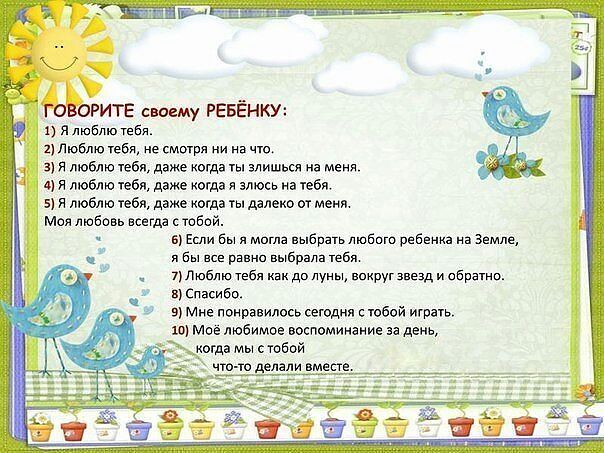 ГОВОРИТЕ своему РЕБЁНКУ:
1) Я люблю тебя.
2) Люблю тебя, не смотря ни на что.
3) Я люблю тебя, даже когда ты злишься на меня.
4) Я люблю тебя, даже когда я злюсь на тебя.
5) Я люблю тебя, даже когда ты далеко от меня.
Моя любовь всегда с тобой.
6) Если бы я могла выбрать любого ребенка на Земле,
я бы все равно выбрала тебя.
7) Люблю тебя как до луны, вокруг звезд и обратно.
8) Спасибо.
9) Мне понравилось сегодня с тобой играть.
10) Моё любимое воспоминание за день,
когда мы с тобой
что-то делали вместе.